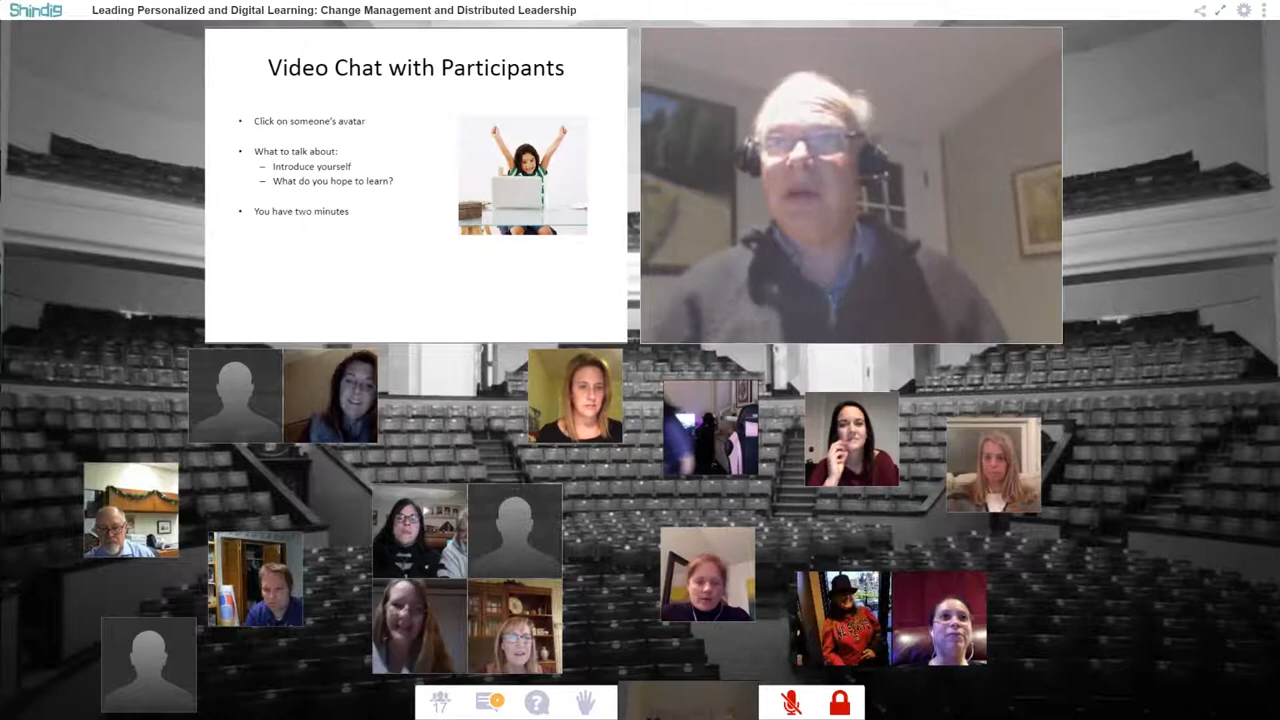 Shindig
Leading Personalized and Digital Learning: Change Management and Distributed Leadership
Video Chat with Participants
• Click on someone's avatar
• What to talk about:
– Introduce yourself
– What do you hope to learn?
• You have two minutes
17